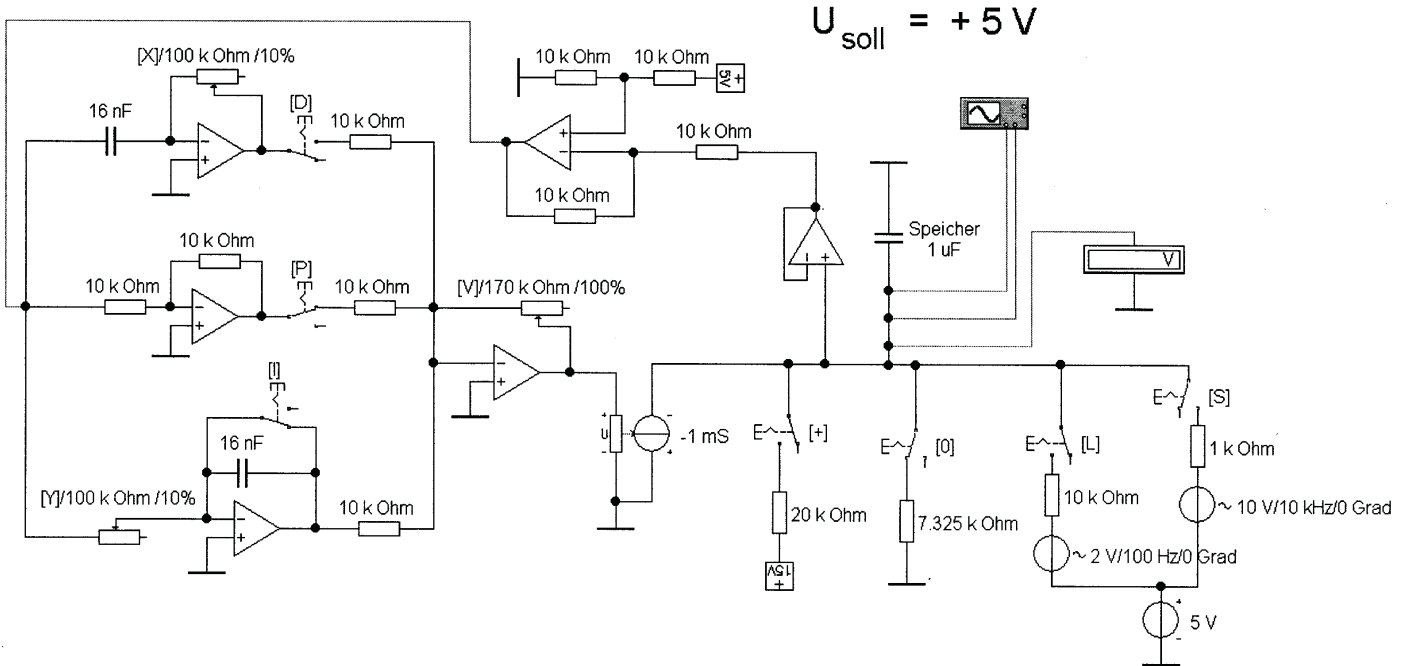 U soll = + 5 V
10 k Ohm
10 k Ohm
+
5V
[X]/100 k Ohm /10%
16 nF
[D]
10 k Ohm
−
+
+
−
10 k Ohm
10 k Ohm
Speicher
1 uF
− +
V
10 k Ohm
[P]
10 k Ohm
10 k Ohm
−
+
[V]/170 k Ohm /100%
−
+
[I]
16 nF
[Y]/100 k Ohm /10%
10 k Ohm
−
+
+
U
−
−
-1 mS
+
E [+]
E [0]
E [L]
E [S]
1 k Ohm
10 k Ohm
~ 10 V/10 kHz/0 Grad
20 k Ohm
7.325 k Ohm
~ 2 V/100 Hz/0 Grad
+
15V
+
5 V
−